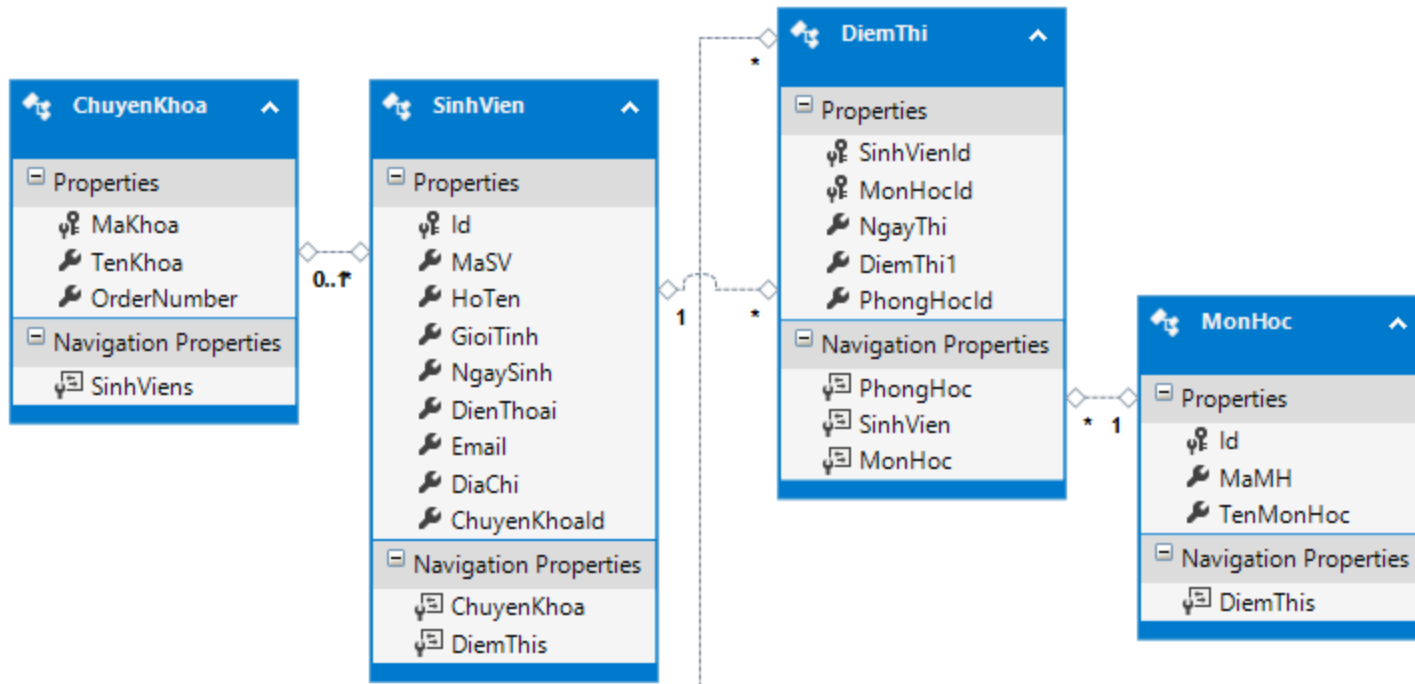 ChuyenKhoa
Properties
MaKhoa
TenKhoa
OrderNumber
Navigation Properties
SinhViens
0..1*
SinhVien
Properties
Id
MaSV
HoTen
GioiTinh
NgaySinh
DienThoai
Email
DiaChi
ChuyenKhoaId
Navigation Properties
ChuyenKhoa
DiemThis
1
*
*
DiemThi
Properties
SinhVienId
MonHocId
NgayThi
DiemThi1
PhongHocId
Navigation Properties
PhongHoc
SinhVien
MonHoc
* 1
MonHoc
Properties
Id
MaMH
TenMonHoc
Navigation Properties
DiemThis